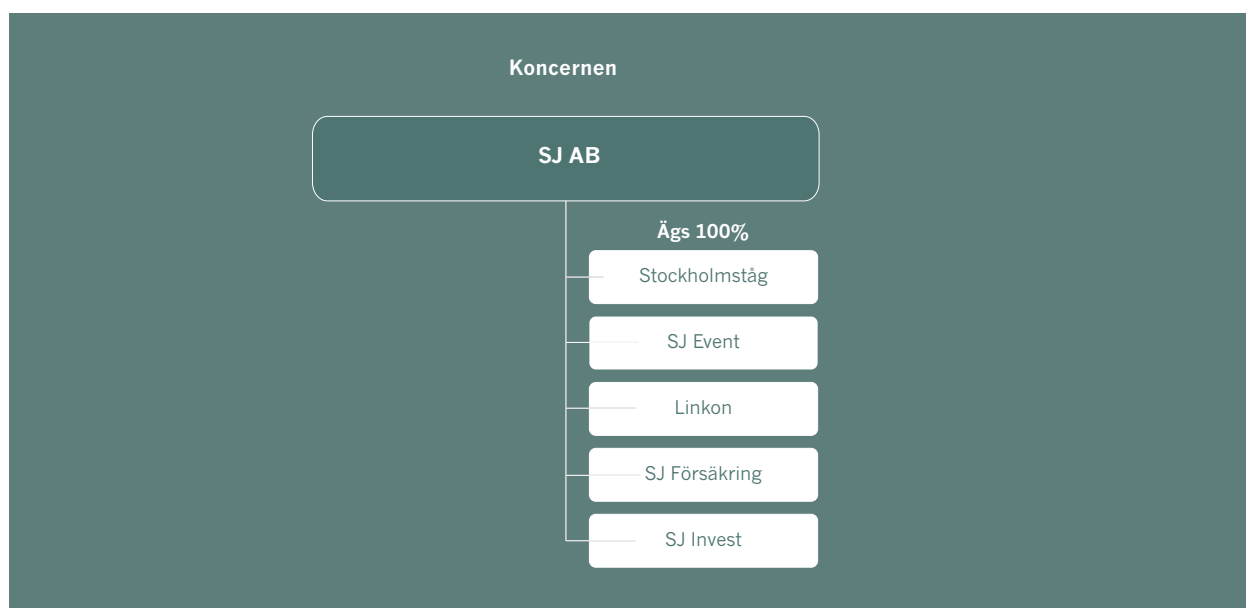 Koncernen
SJ AB
Ägs 100%
Stockholmståg
SJ Event
Linkon
SJ Försäkring
SJ Invest